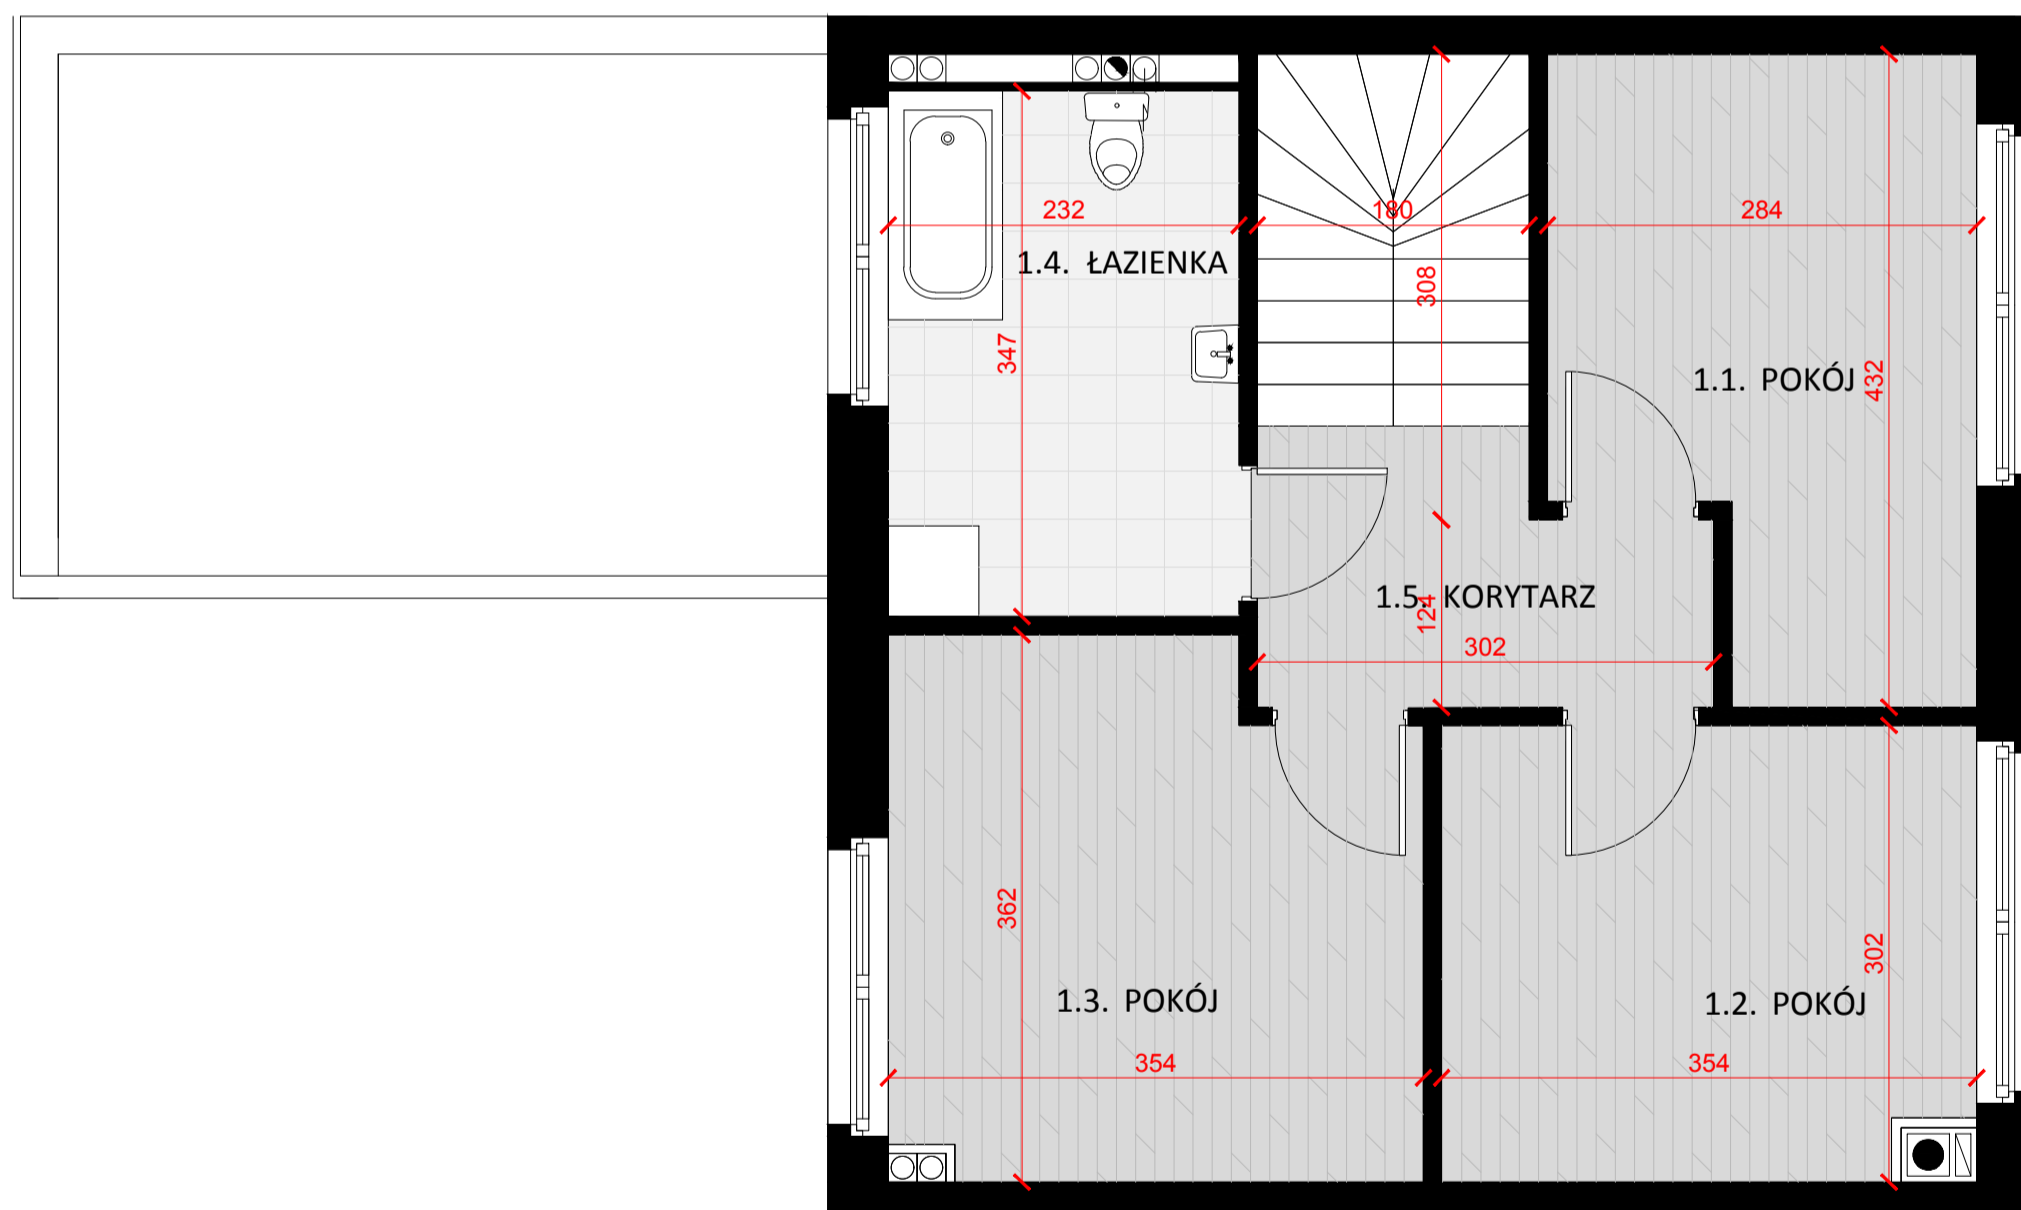 232
180
284
1.4. ŁAZIENKA
308
347
1.1. POKÓJ
432
1.5. KORYTARZ
124
302
362
302
1.3. POKÓJ
1.2. POKÓJ
354
354